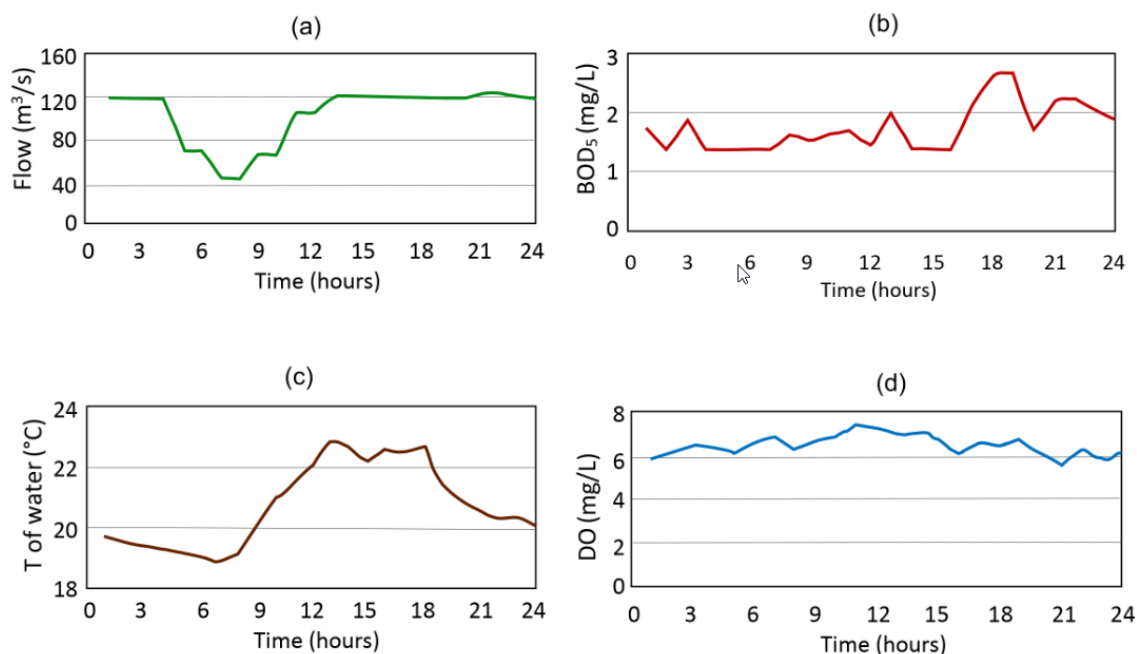 (a)
Flow (m³/s)
160
120
80
40
0
0 3 6 9 12 15 18 21 24
Time (hours)
(b)
BOD₅ (mg/L)
3
2
1
0
0 3 6 9 12 15 18 21 24
Time (hours)
(c)
T of water (°C)
24
22
20
18
0 3 6 9 12 15 18 21 24
Time (hours)
(d)
DO (mg/L)
8
6
4
2
0
0 3 6 9 12 15 18 21 24
Time (hours)